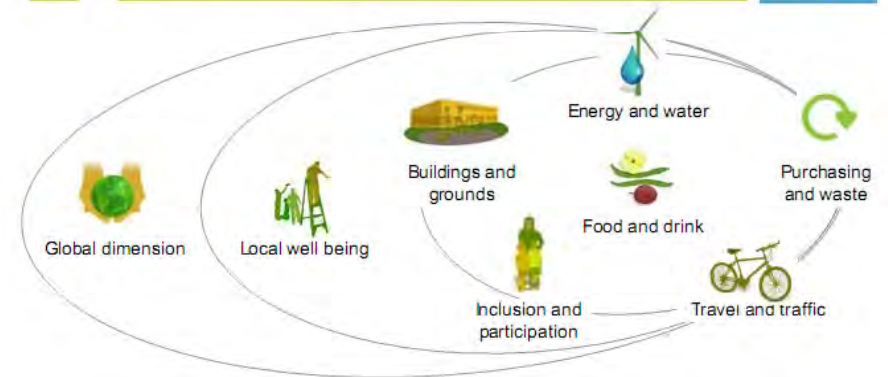 Energy and water
Buildings and
grounds
Purchasing
and waste
Food and drink
Global dimension
Local well being
Inclusion and
participation
Travel and traffic